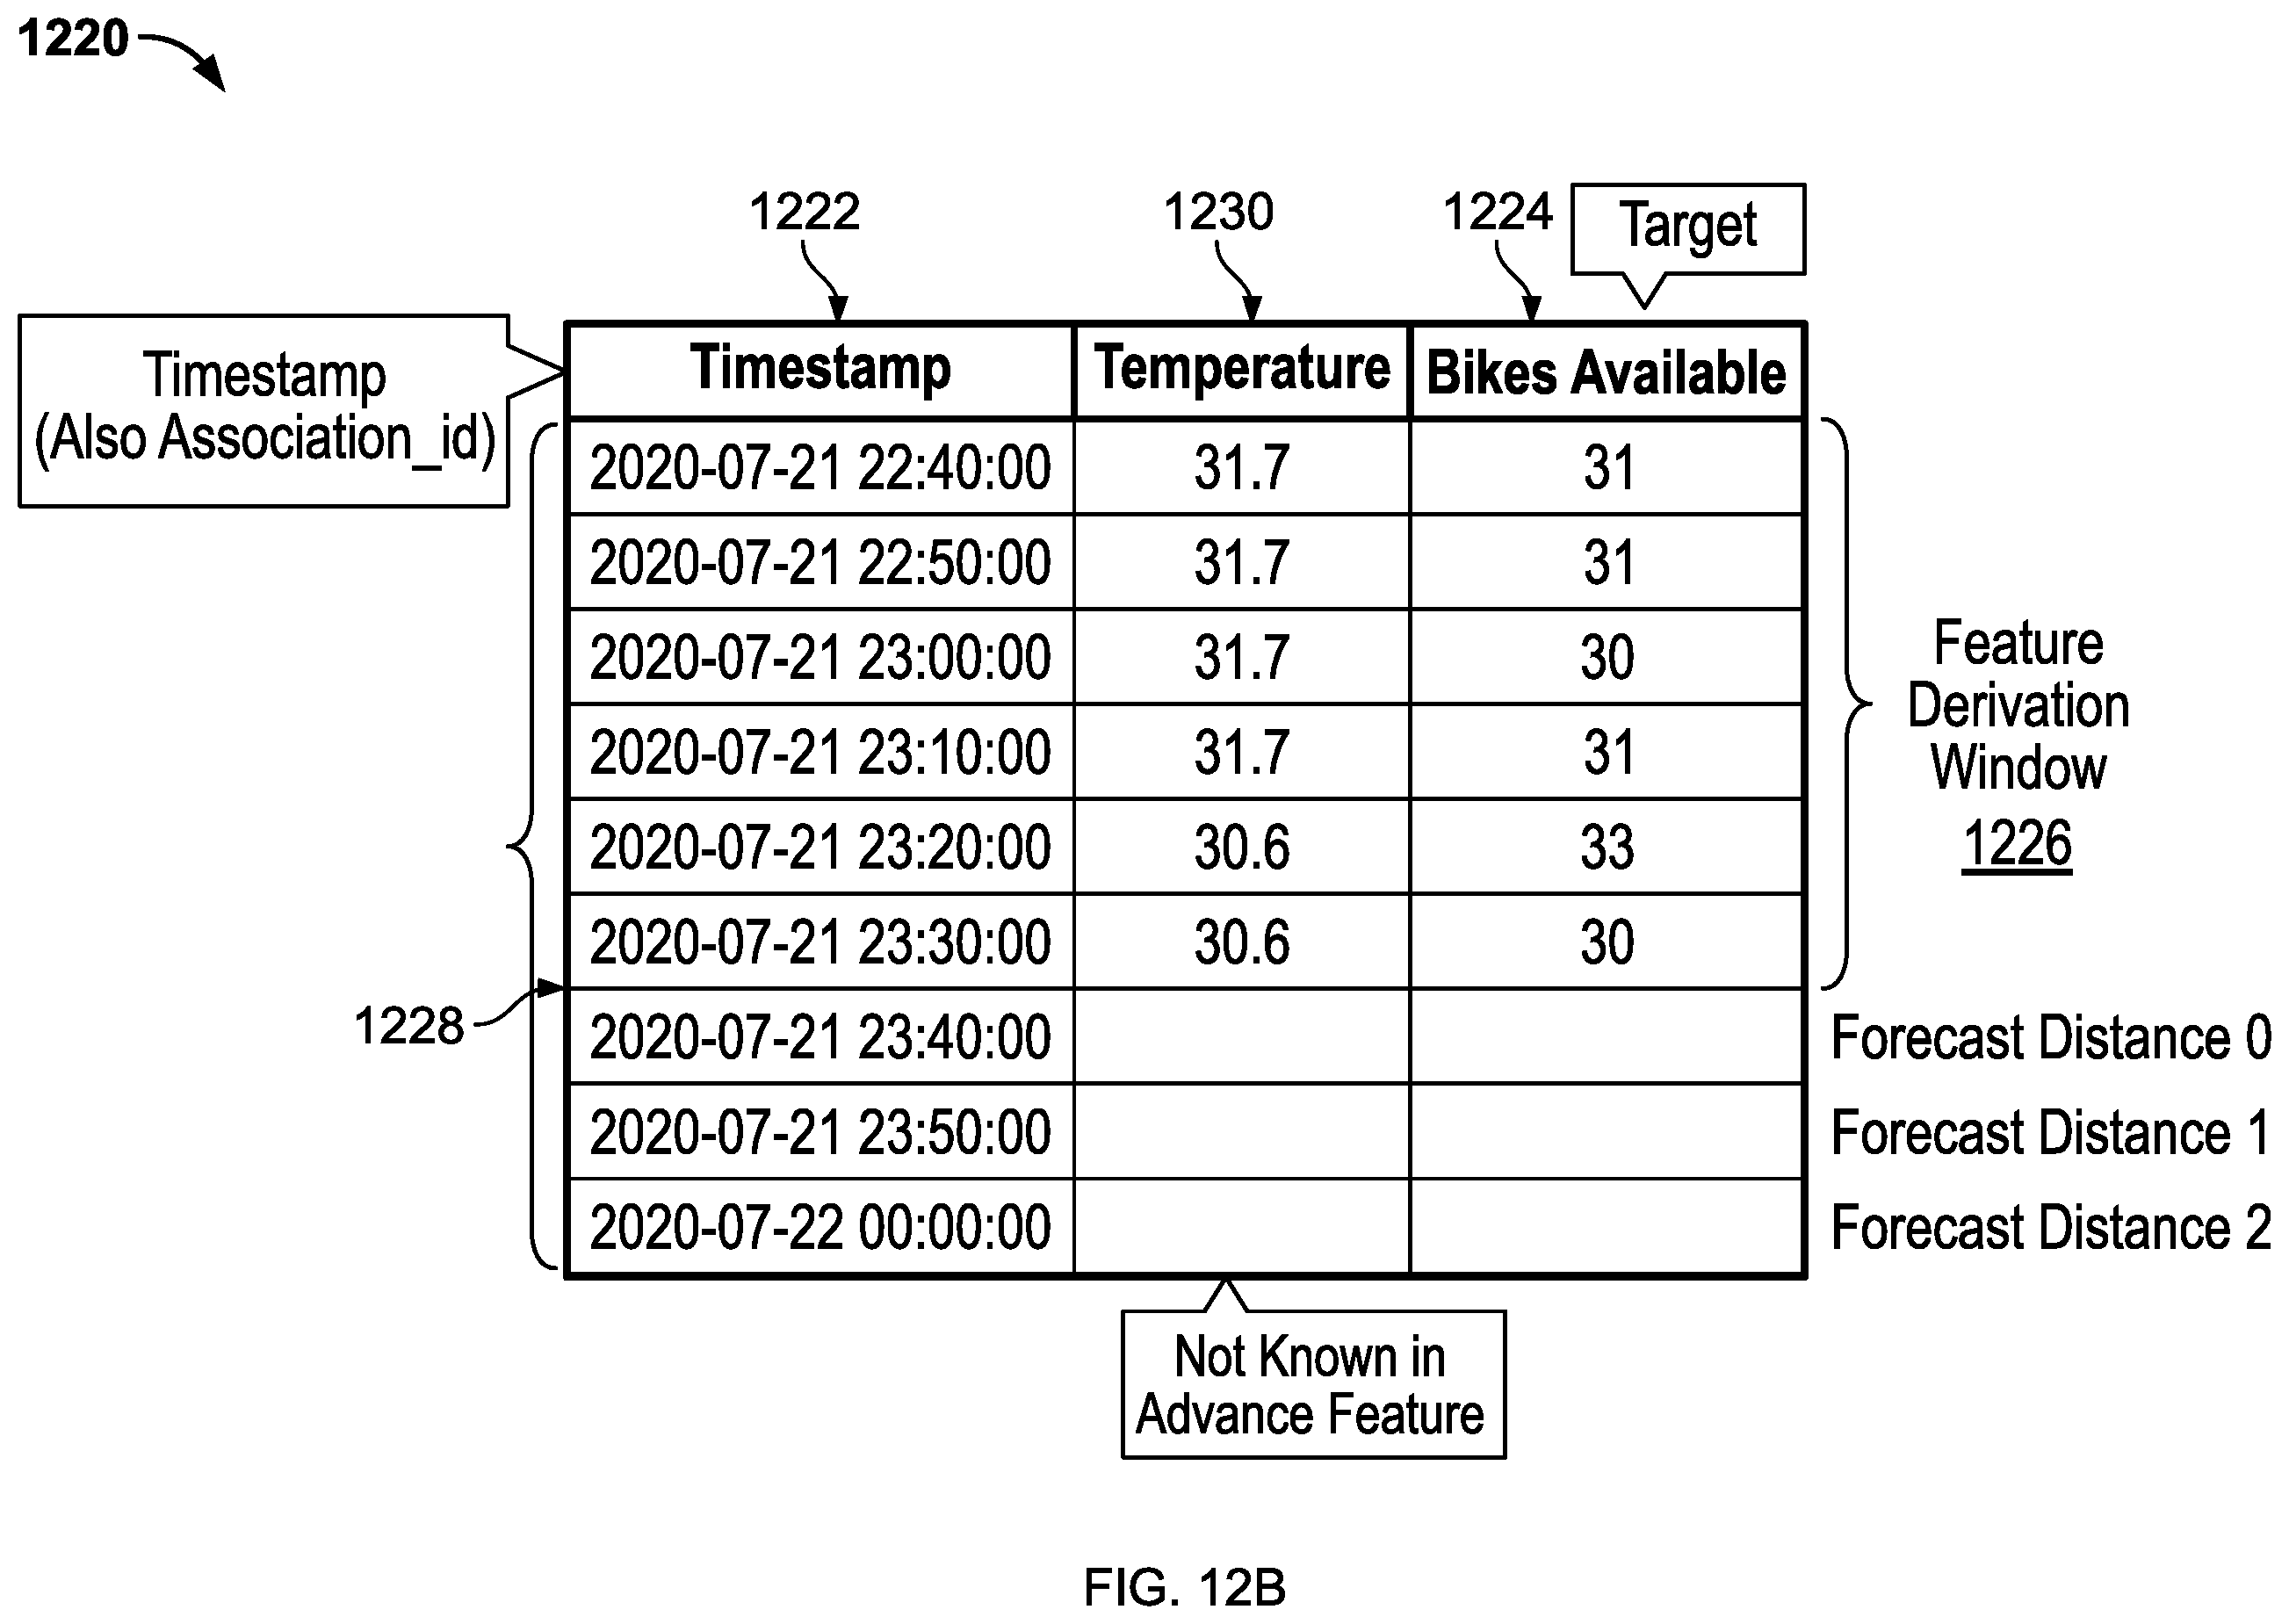 1220
1222
1230
1224
Target
Timestamp
(Also Association_id)
Timestamp Temperature Bikes Available
2020-07-21 22:40:00 31.7 31
2020-07-21 22:50:00 31.7 31
2020-07-21 23:00:00 31.7 30
2020-07-21 23:10:00 31.7 31
2020-07-21 23:20:00 30.6 33
2020-07-21 23:30:00 30.6 30
Feature
Derivation
Window
1226
1228
2020-07-21 23:40:00 Forecast Distance 0
2020-07-21 23:50:00 Forecast Distance 1
2020-07-22 00:00:00 Forecast Distance 2
Not Known in
Advance Feature
FIG. 12B